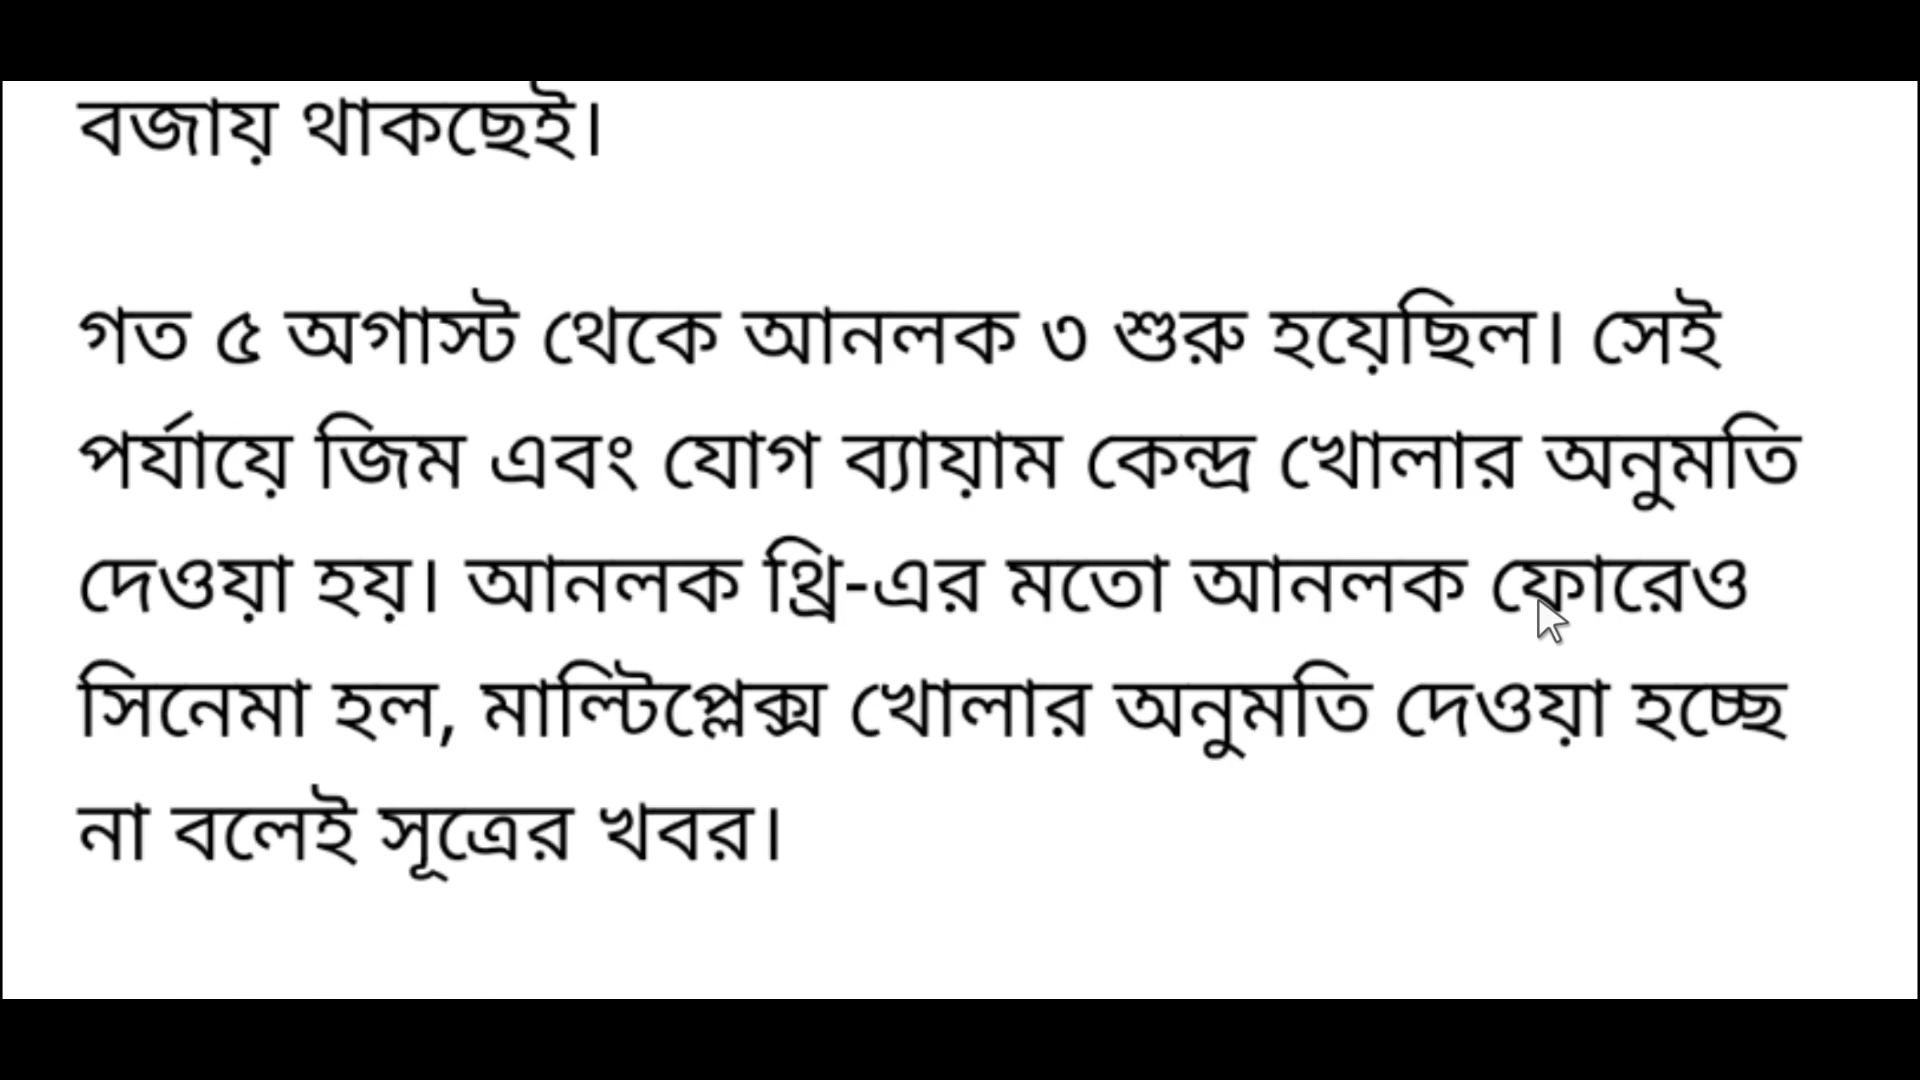 বজায় থাকছেই।
গত ৫ অগাস্ট থেকে আনলক ৩ শুরু হয়েছিল। সেই
পর্যায়ে জিম এবং যোগ ব্যায়াম কেন্দ্র খোলার অনুমতি
দেওয়া হয়। আনলক থ্রি-এর মতো আনলক ফোরেও
সিনেমা হল, মাল্টিপ্লেক্স খোলার অনুমতি দেওয়া হচ্ছে
না বলেই সূত্রের খবর।